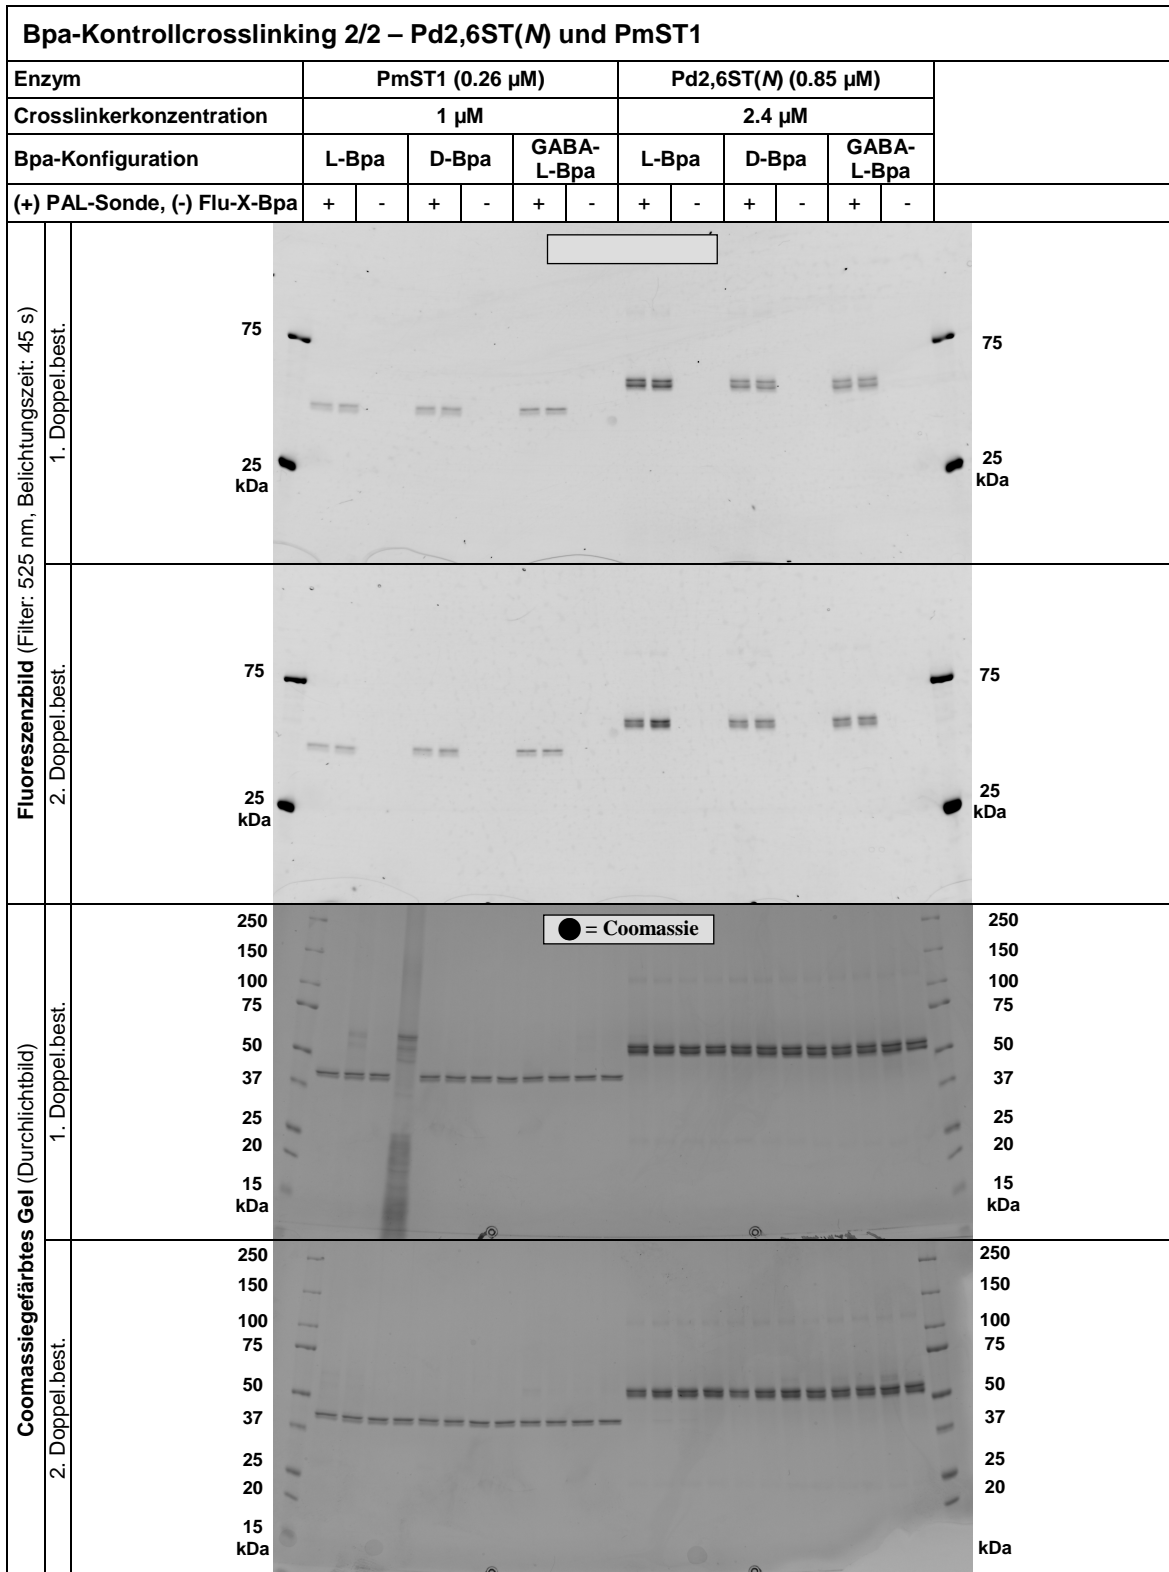 Bpa-Kontrollcrosslinking 2/2 – Pd2,6ST(N) und PmST1
Enzym PmST1 (0.26 µM) Pd2,6ST(N) (0.85 µM)
Crosslinkerkonzentration 1 µM 2.4 µM
Bpa-Konfiguration L-Bpa D-Bpa GABA-L-Bpa L-Bpa D-Bpa GABA-L-Bpa
(+) PAL-Sonde, (-) Flu-X-Bpa + - + - + - + - + - + -
Fluoreszenzbild (Filter: 525 nm, Belichtungszeit: 45 s)
1. Doppel.best.
75 75
25 25
kDa kDa
2. Doppel.best.
75 75
25 25
kDa kDa
Coomassiegefärbtes Gel (Durchlichtbild)
1. Doppel.best.
= Coomassie
250 250
150 150
100 100
75 75
50 50
37 37
25 25
20 20
15 15
kDa kDa
2. Doppel.best.
250 250
150 150
100 100
75 75
50 50
37 37
25 25
20 20
15
kDa kDa